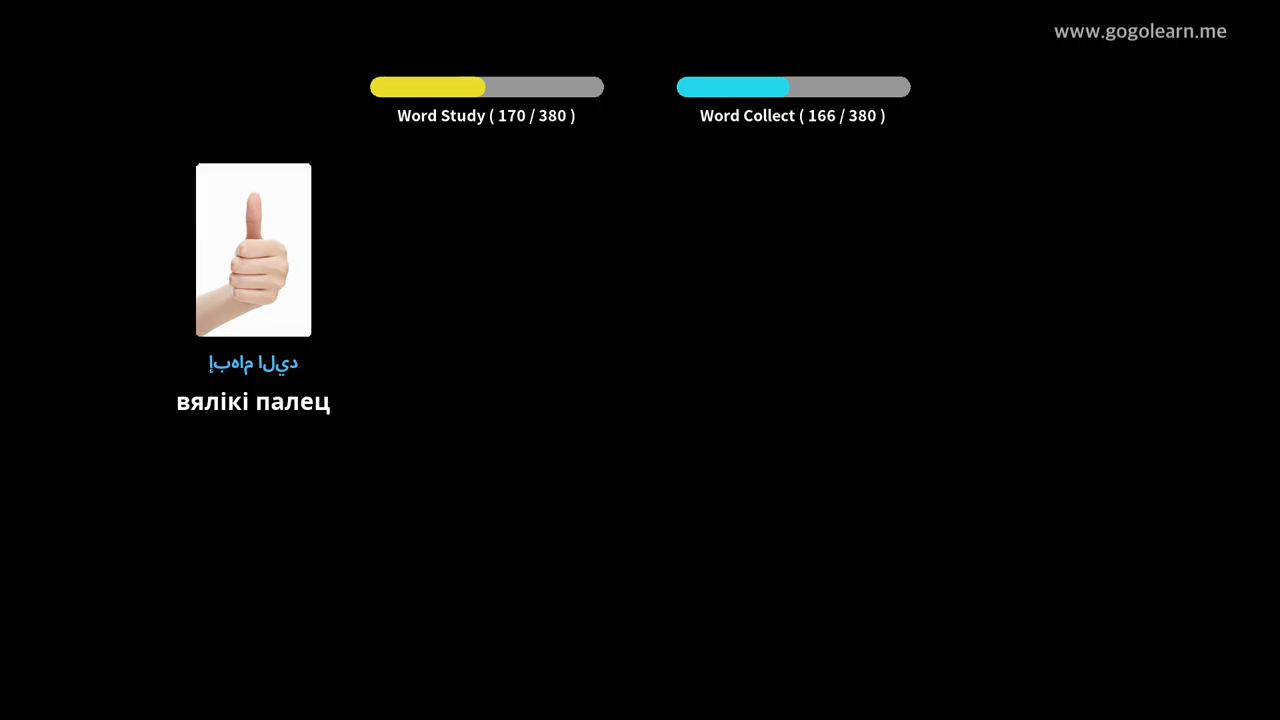 www.gogolearn.me
Word Study ( 170 / 380 )
Word Collect ( 166 / 380 )
إبهام اليد
вялікі палец